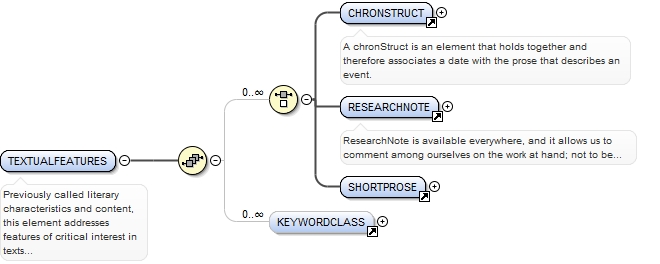 CHRONSTRUCT
A chronStruct is an element that holds together and
therefore associates a date with the prose that describes an
event.
0..∞
RESEARCHNOTE
ResearchNote is available everywhere, and it allows us to
comment among ourselves on the work at hand; not to be...
TEXTUALFEATURES
Previously called literary
characteristics and content,
this element addresses
features of critical interest in
texts...
SHORTPROSE
0..∞
KEYWORDCLASS